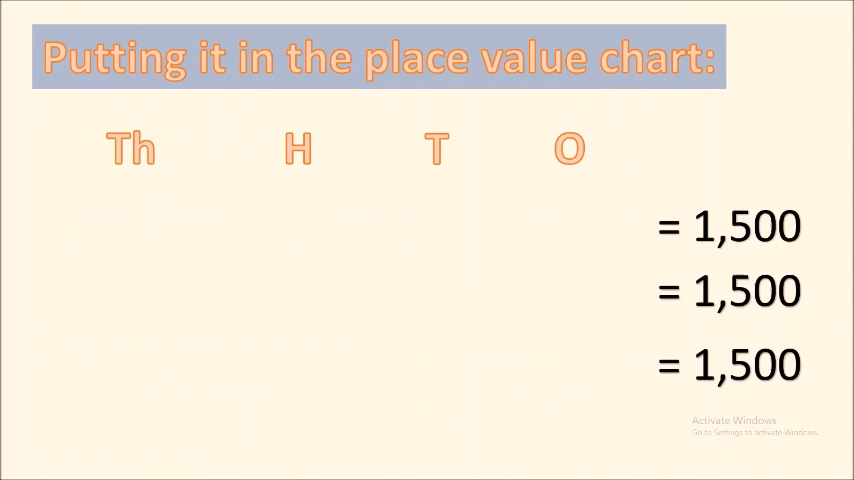 Putting it in the place value chart:
Th H T O
= 1,500
= 1,500
= 1,500
Activate Windows
Go to Settings to activate Windows.